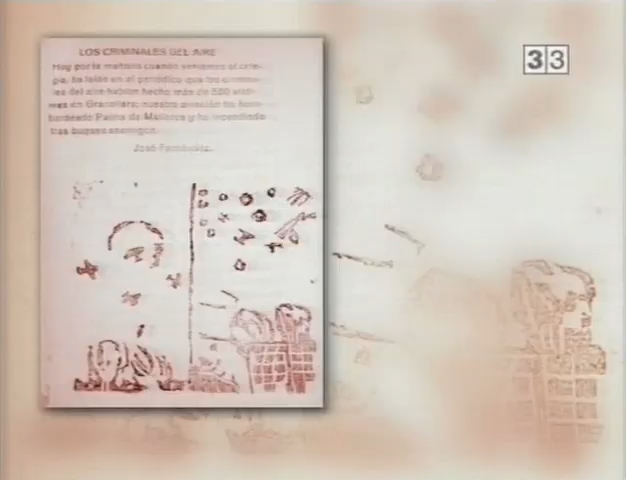 LOS CRIMINALES DEL AIRE
Hoy por la mañana cuando veníamos al cole-
gio, he leído en el periódico que los crimina-
les del aire habían hecho más de 500 vícti-
mas en Granollers; nuestra aviación ha bom-
bardeado Palma de Mallorca y ha incendiado
tres buques enemigos.
José Fernández.
33